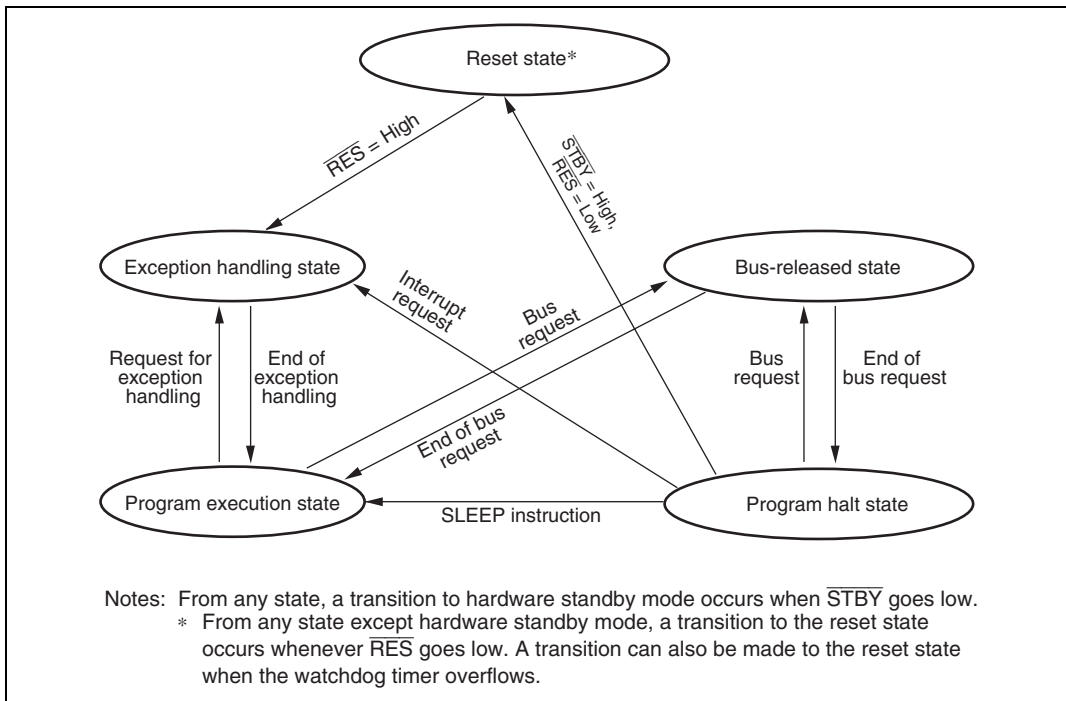 Reset state*
RES = High
STBY = High,
RES = Low
Exception handling state
Bus-released state
Interrupt
request
Bus
request
Request for
exception
handling
End of
exception
handling
Bus
request
End of
bus request
End of bus
request
Program execution state
SLEEP instruction
Program halt state
Notes: From any state, a transition to hardware standby mode occurs when STBY goes low.
* From any state except hardware standby mode, a transition to the reset state
occurs whenever RES goes low. A transition can also be made to the reset state
when the watchdog timer overflows.